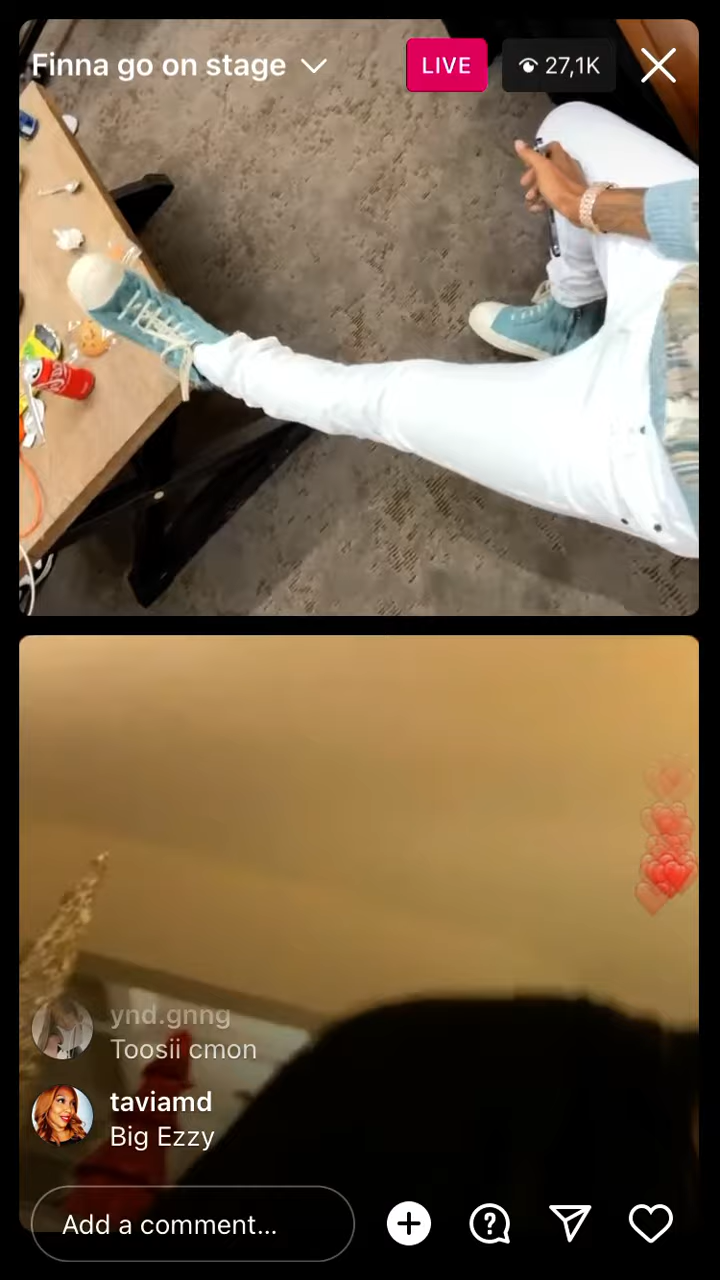 Finna go on stage
LIVE
27,1K
ynd.gnng
Toosii cmon
taviamd
Big Ezzy
Add a comment...